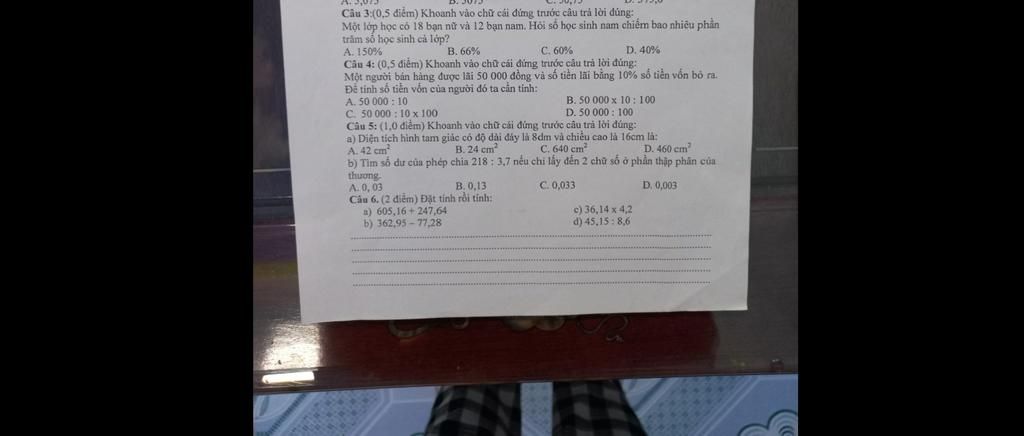 A. 5,075 B. 5075 C. 50,75 D. 575,0
Câu 3:(0,5 điểm) Khoanh vào chữ cái đứng trước câu trả lời đúng:
Một lớp học có 18 bạn nữ và 12 bạn nam. Hỏi số học sinh nam chiếm bao nhiêu phần
trăm số học sinh cả lớp?
A. 150% B. 66% C. 60% D. 40%
Câu 4: (0,5 điểm) Khoanh vào chữ cái đứng trước câu trả lời đúng:
Một người bán hàng được lãi 50 000 đồng và số tiền lãi bằng 10% số tiền vốn bỏ ra.
Để tính số tiền vốn của người đó ta cần tính:
A. 50 000 : 10 B. 50 000 x 10 : 100
C. 50 000 : 10 x 100 D. 50 000 : 100
Câu 5: (1,0 điểm) Khoanh vào chữ cái đứng trước câu trả lời đúng:
a) Diện tích hình tam giác có độ dài đáy là 8dm và chiều cao là 16cm là:
A. 42 cm² B. 24 cm² C. 640 cm² D. 460 cm²
b) Tìm số dư của phép chia 218 : 3,7 nếu chỉ lấy đến 2 chữ số ở phần thập phân của
thương.
A. 0, 03 B. 0,13 C. 0,033 D. 0,003
Câu 6. (2 điểm) Đặt tính rồi tính:
a) 605,16 + 247,64 c) 36,14 x 4,2
b) 362,95 – 77,28 d) 45,15 : 8,6